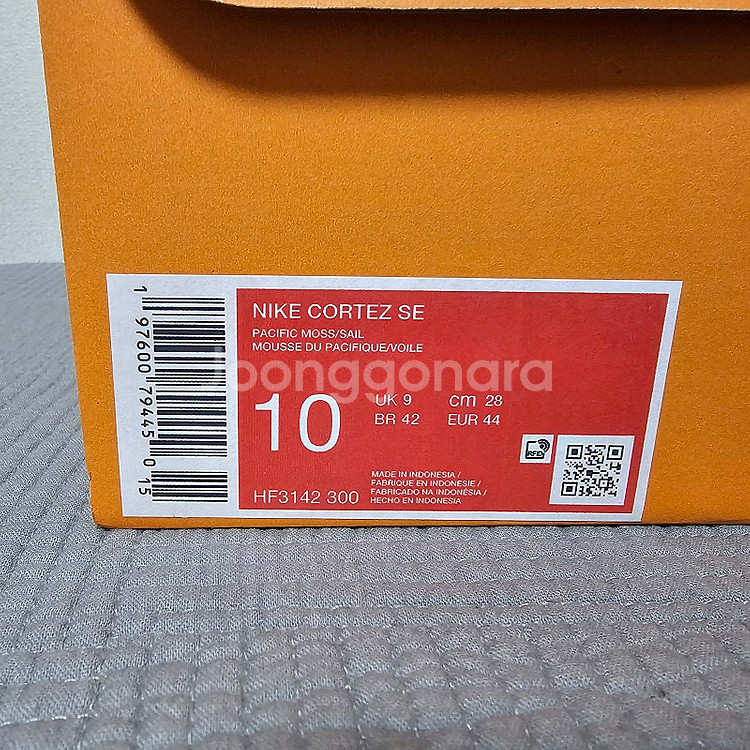 NIKE CORTEZ SE
PACIFIC MOSS/SAIL
MOUSSE DU PACIFIQUE/VOILE
Joonggonara
10
UK 9 cm 28
BR 42 EUR 44
HF3142 300
MADE IN INDONESIA /
FABRIQUE EN INDONESIE /
FABRICADO NA INDONÉSIA /
HECHO EN INDONESIA
RFID
1 97600 79445 0 15